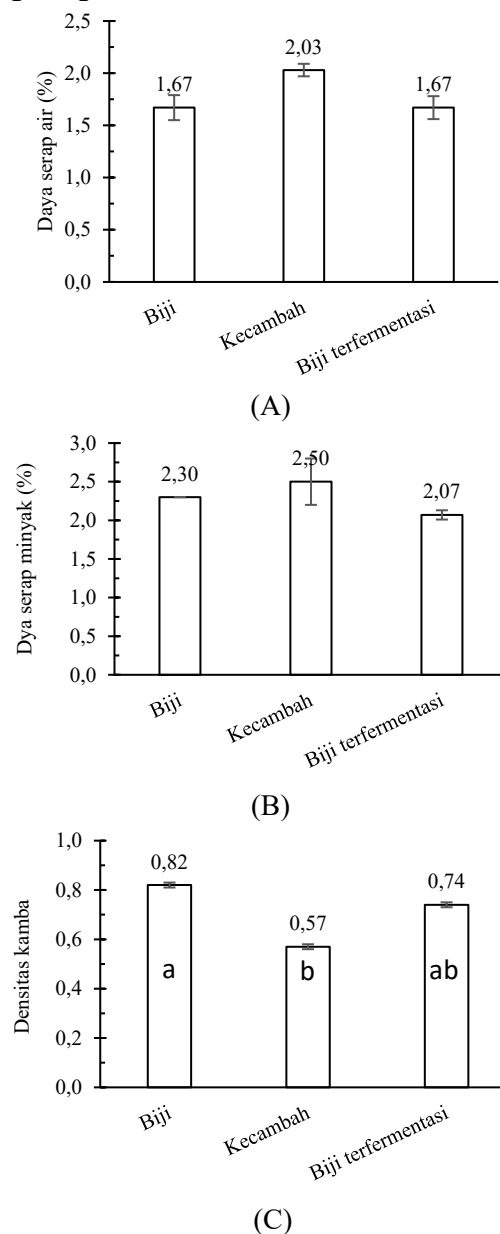 Daya serap air (%)
2,5
2,0
1,5
1,0
0,5
0,0
1,67
2,03
1,67
Biji
Kecambah
Biji terfermentasi
(A)
Dya serap minyak (%)
3,0
2,5
2,0
1,5
1,0
0,5
0,0
2,30
2,50
2,07
Biji
Kecambah
Biji terfermentasi
(B)
Densitas kamba
1,0
0,8
0,6
0,4
0,2
0,0
0,82
0,57
0,74
a
b
ab
Biji
Kecambah
Biji terfermentasi
(C)